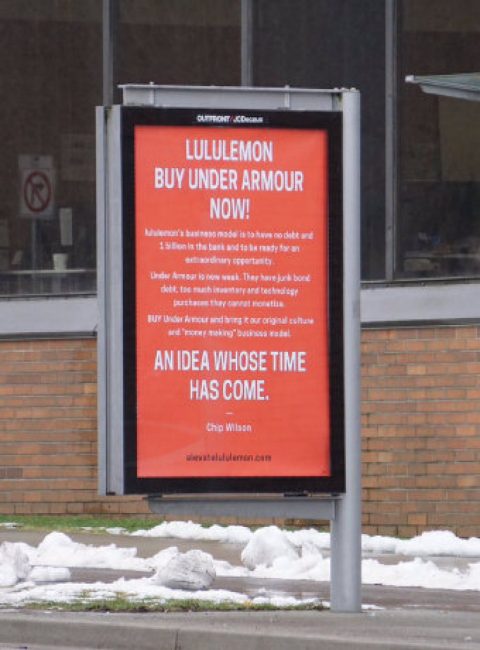 OUTFRONT/JCDecaux
LULULEMON
BUY UNDER ARMOUR
NOW!
lululemon's business model is to have no debt and
1 billion in the bank and to be ready for an
extraordinary opportunity.
Under Armour is now weak. They have junk bond
debt, too much inventory and technology
purchases they cannot monetize.
BUY Under Armour and bring it our original culture
and "money making" business model.
AN IDEA WHOSE TIME
HAS COME.
—
Chip Wilson
elevatelululemon.com